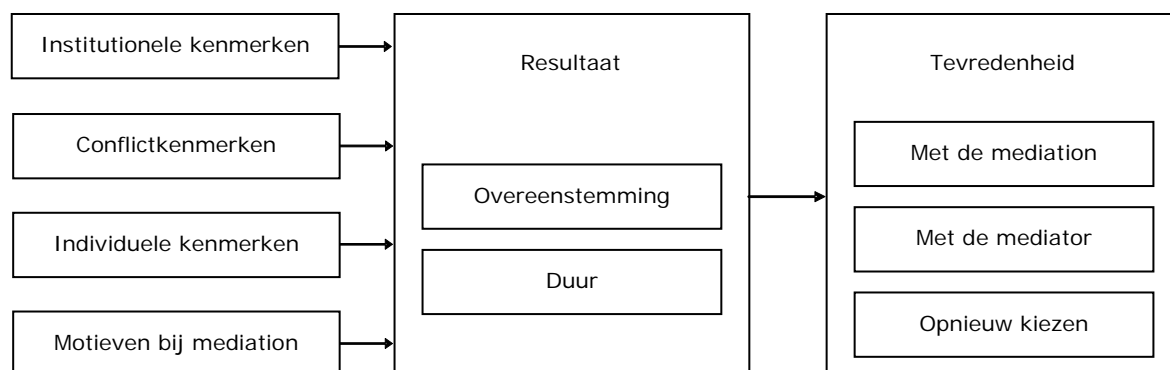 Institutionele kenmerken
Conflictkenmerken
Individuele kenmerken
Motieven bij mediation
Resultaat
Overeenstemming
Duur
Tevredenheid
Met de mediation
Met de mediator
Opnieuw kiezen